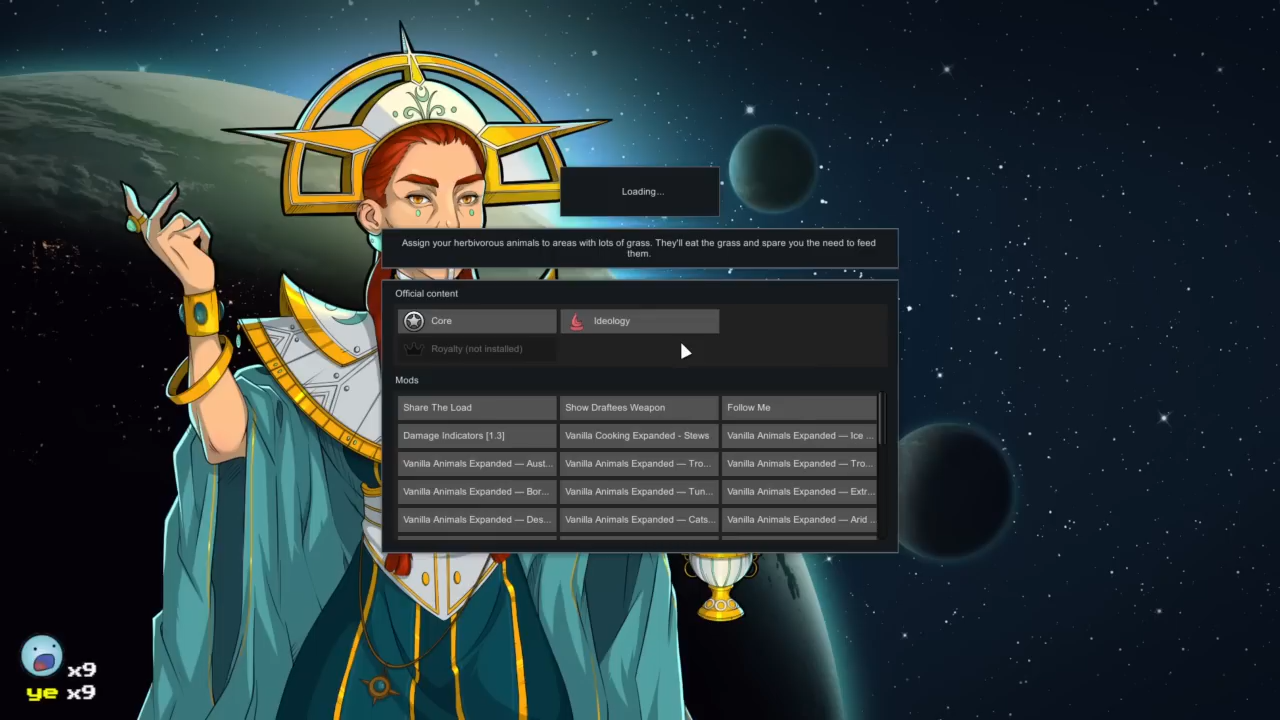 Loading...
Assign your herbivorous animals to areas with lots of grass. They'll eat the grass and spare you the need to feed
them.
Official content
Core
Ideology
Royalty (not installed)
Mods
Share The Load
Show Draftees Weapon
Follow Me
Damage Indicators [1.3]
Vanilla Cooking Expanded - Stews
Vanilla Animals Expanded — Ice ...
Vanilla Animals Expanded — Aust...
Vanilla Animals Expanded — Tro...
Vanilla Animals Expanded — Tro...
Vanilla Animals Expanded — Bor...
Vanilla Animals Expanded — Tun...
Vanilla Animals Expanded — Extr...
Vanilla Animals Expanded — Des...
Vanilla Animals Expanded — Cats...
Vanilla Animals Expanded — Arid ...
x9
ye x9